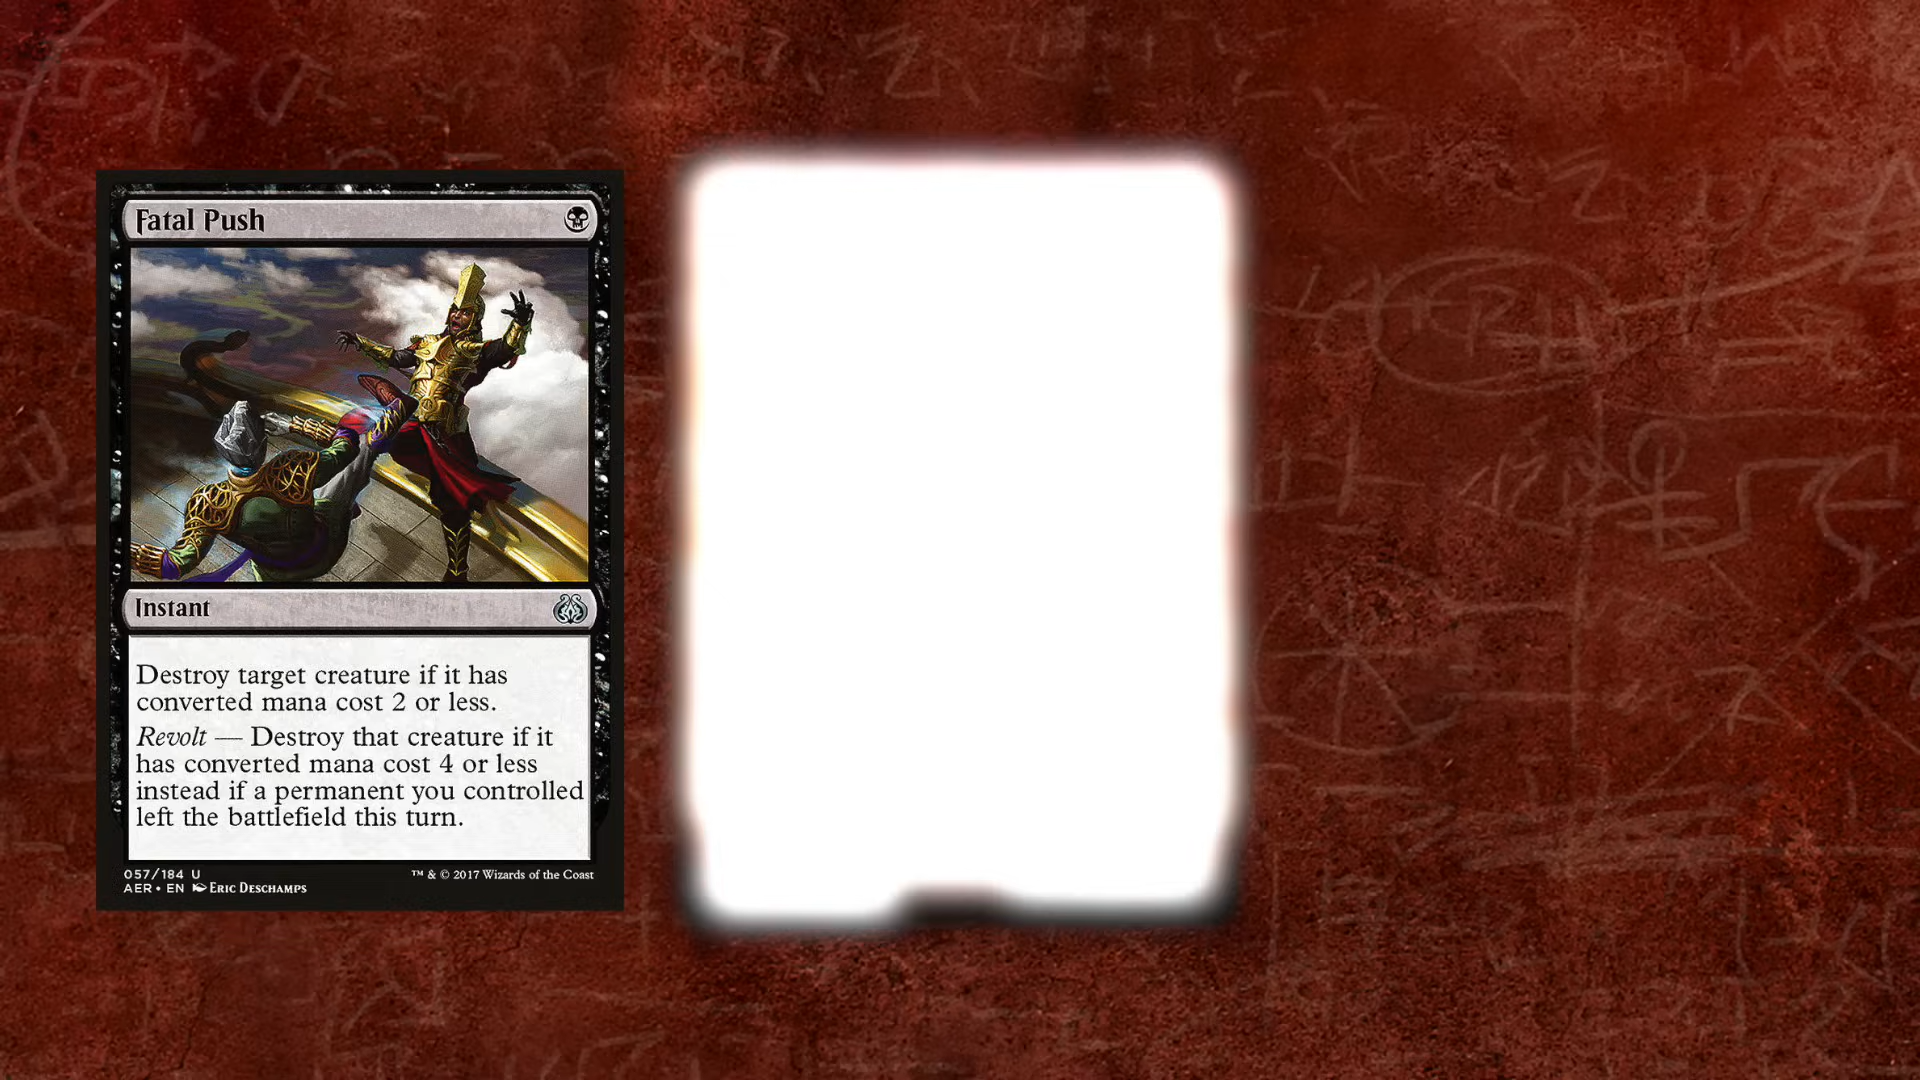 Fatal Push
Instant
Destroy target creature if it has
converted mana cost 2 or less.
Revolt — Destroy that creature if it
has converted mana cost 4 or less
instead if a permanent you controlled
left the battlefield this turn.
057/184 U
™ & © 2017 Wizards of the Coast
AER • EN Eric Deschamps